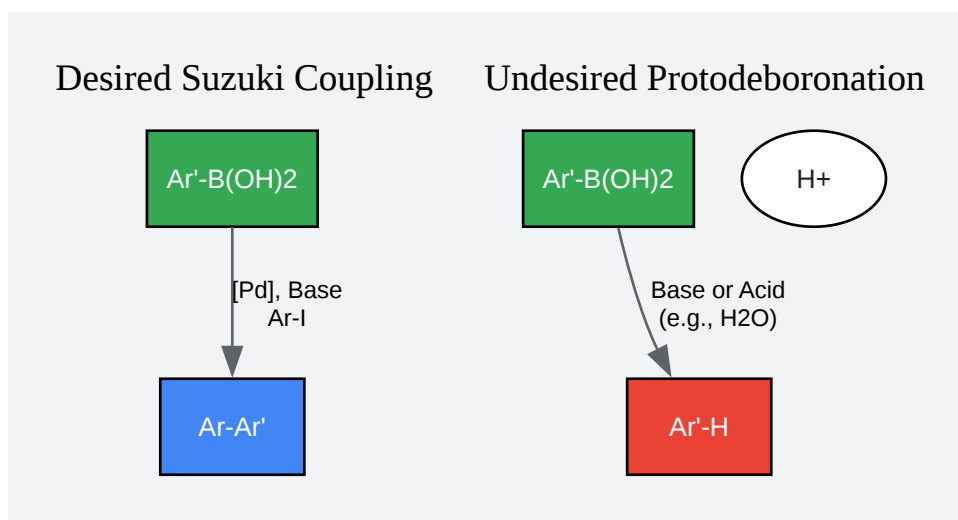 Desired Suzuki Coupling
Ar'-B(OH)2
[Pd], Base
Ar-I
Ar-Ar'
Undesired Protodeboronation
Ar'-B(OH)2
H+
Base or Acid
(e.g., H2O)
Ar'-H